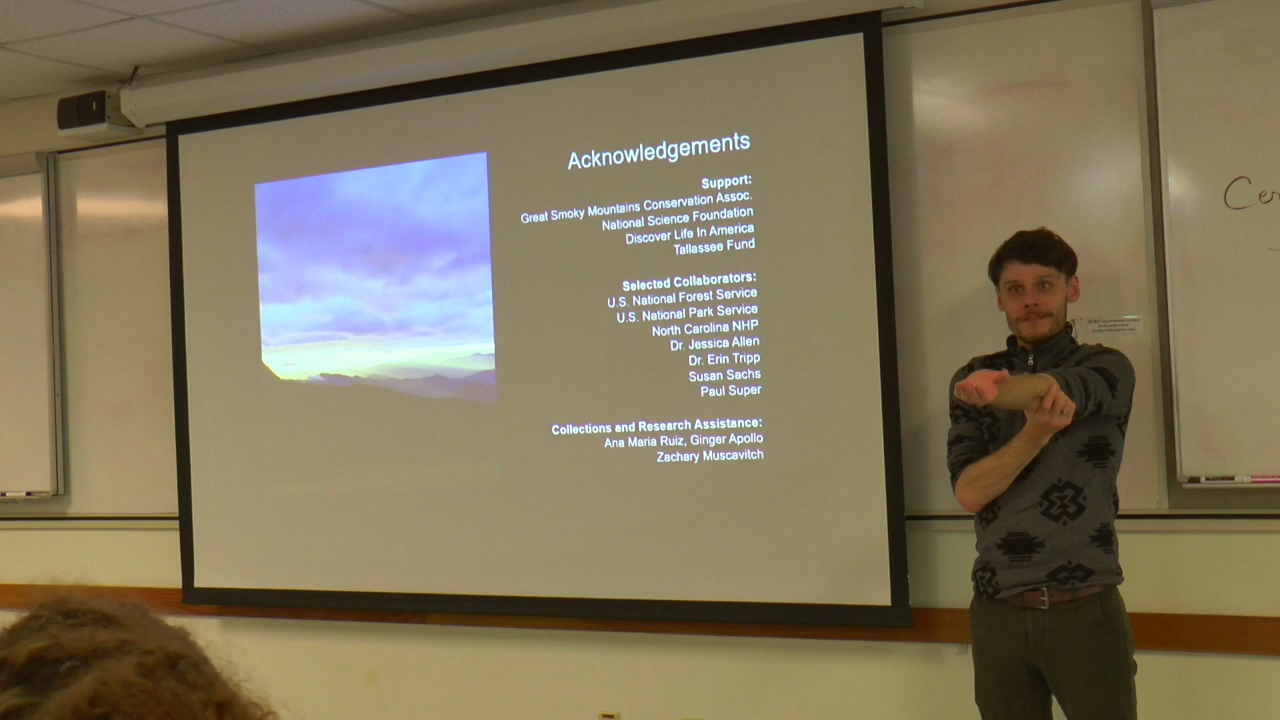 Acknowledgements
Support:
Great Smoky Mountains Conservation Assoc.
National Science Foundation
Discover Life In America
Tallassee Fund
Selected Collaborators:
U.S. National Forest Service
U.S. National Park Service
North Carolina NHP
Dr. Jessica Allen
Dr. Erin Tripp
Susan Sachs
Paul Super
Collections and Research Assistance:
Ana Maria Ruiz, Ginger Apollo
Zachary Muscavitch